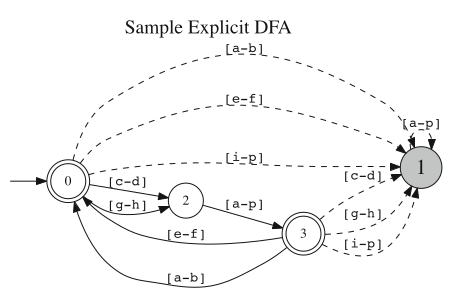 Sample Explicit DFA
[a-b]
[e-f]
[a-p]
[i-p]
1
[c-d]
0
[c-d]
[g-h]
2
[a-p]
[g-h]
3
[e-f]
[i-p]
[a-b]